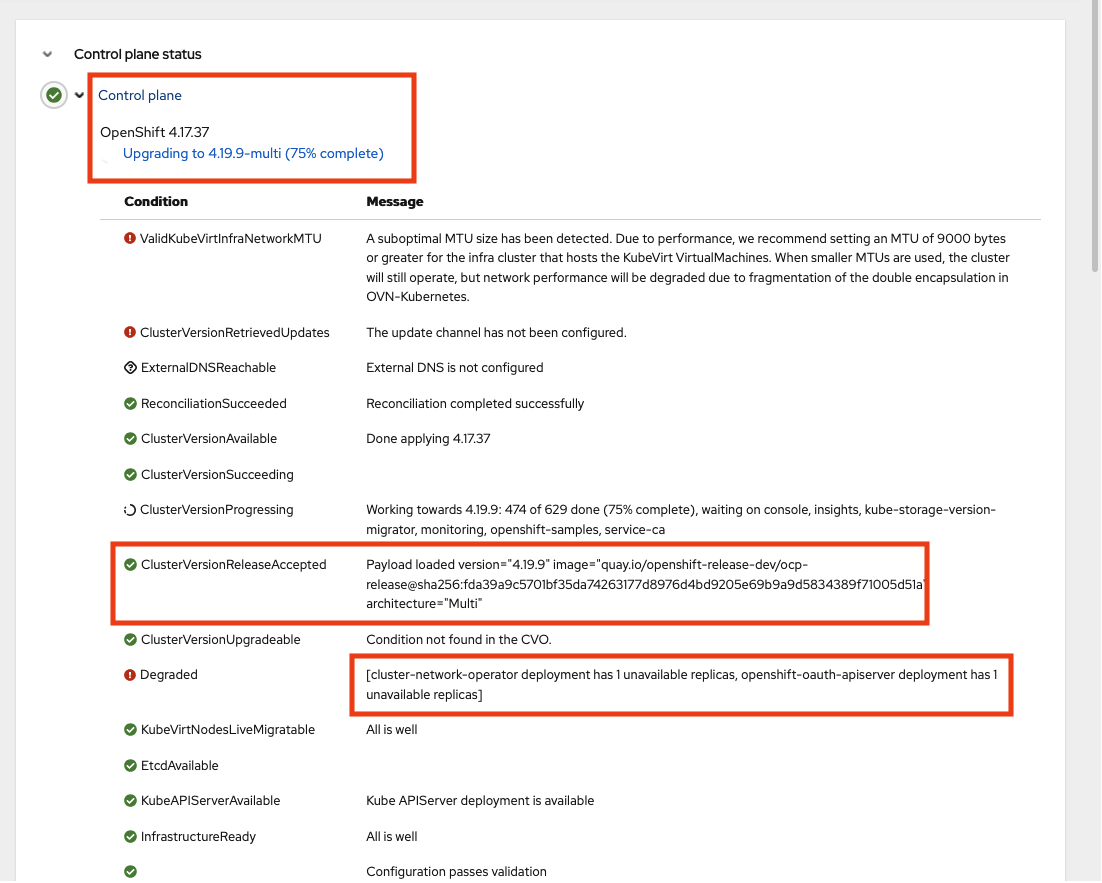 Control plane status
Control plane
OpenShift 4.17.37
Upgrading to 4.19.9-multi (75% complete)
Condition Message
ValidKubeVirtInfraNetworkMTU A suboptimal MTU size has been detected. Due to performance, we recommend setting an MTU of 9000 bytes
or greater for the infra cluster that hosts the KubeVirt VirtualMachines. When smaller MTUs are used, the cluster
will still operate, but network performance will be degraded due to fragmentation of the double encapsulation in
OVN-Kubernetes.
ClusterVersionRetrievedUpdates The update channel has not been configured.
ExternalDNSReachable External DNS is not configured
ReconciliationSucceeded Reconciliation completed successfully
ClusterVersionAvailable Done applying 4.17.37
ClusterVersionSucceeding
ClusterVersionProgressing Working towards 4.19.9: 474 of 629 done (75% complete), waiting on console, insights, kube-storage-version-
migrator, monitoring, openshift-samples, service-ca
ClusterVersionReleaseAccepted Payload loaded version="4.19.9" image="quay.io/openshift-release-dev/ocp-
release@sha256:fda39a9c5701bf35da74263177d8976d4bd9205e69b9a9d5834389f71005d51a
architecture="Multi"
ClusterVersionUpgradeable Condition not found in the CVO.
Degraded [cluster-network-operator deployment has 1 unavailable replicas, openshift-oauth-apiserver deployment has 1
unavailable replicas]
KubeVirtNodesLiveMigratable All is well
EtcdAvailable
KubeAPIServerAvailable Kube APIServer deployment is available
InfrastructureReady All is well
Configuration passes validation